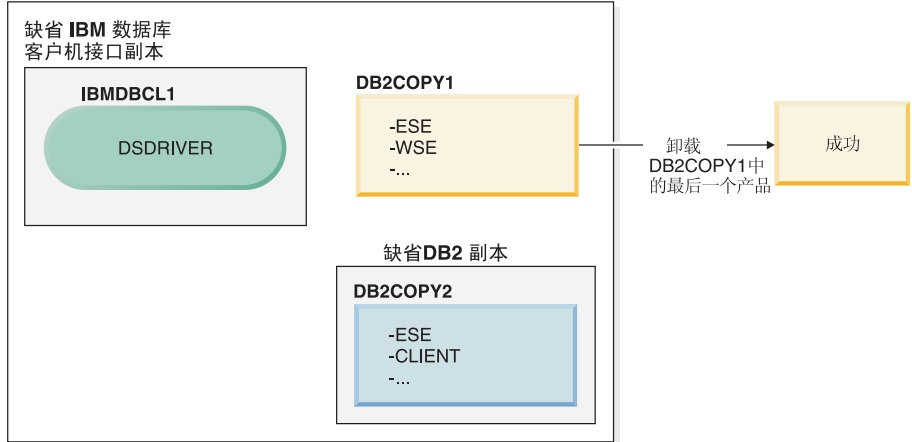 缺省 IBM 数据库
客户机接口副本
IBMDBCL1
DSDRIVER
DB2COPY1
-ESE
-WSE
-...
卸载
DB2COPY1中
的最后一个产品
成功
缺省DB2 副本
DB2COPY2
-ESE
-CLIENT
-...